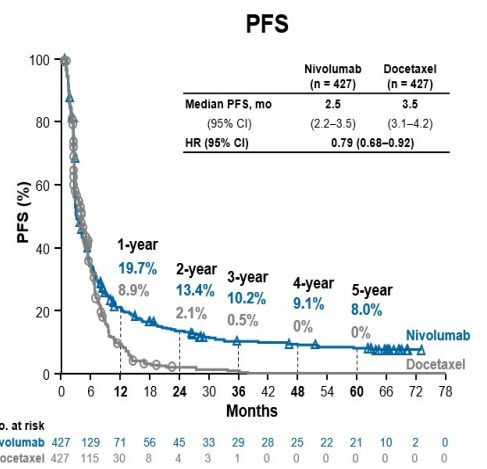 PFS
Nivolumab Docetaxel
(n = 427) (n = 427)
Median PFS, mo 2.5 3.5
(95% CI) (2.2–3.5) (3.1–4.2)
HR (95% CI) 0.79 (0.68–0.92)
PFS (%)
100
80
60
40
20
0
1-year
19.7%
8.9%
2-year
13.4%
2.1%
3-year
10.2%
0.5%
4-year
9.1%
0%
5-year
8.0%
0%
Nivolumab
Docetaxel
0 6 12 18 24 30 36 42 48 54 60 66 72 78
Months
o. at risk
volumab 427 129 71 56 45 33 29 28 25 22 21 10 2 0
ocetaxel 427 115 30 8 4 3 1 0 0 0 0 0 0 0